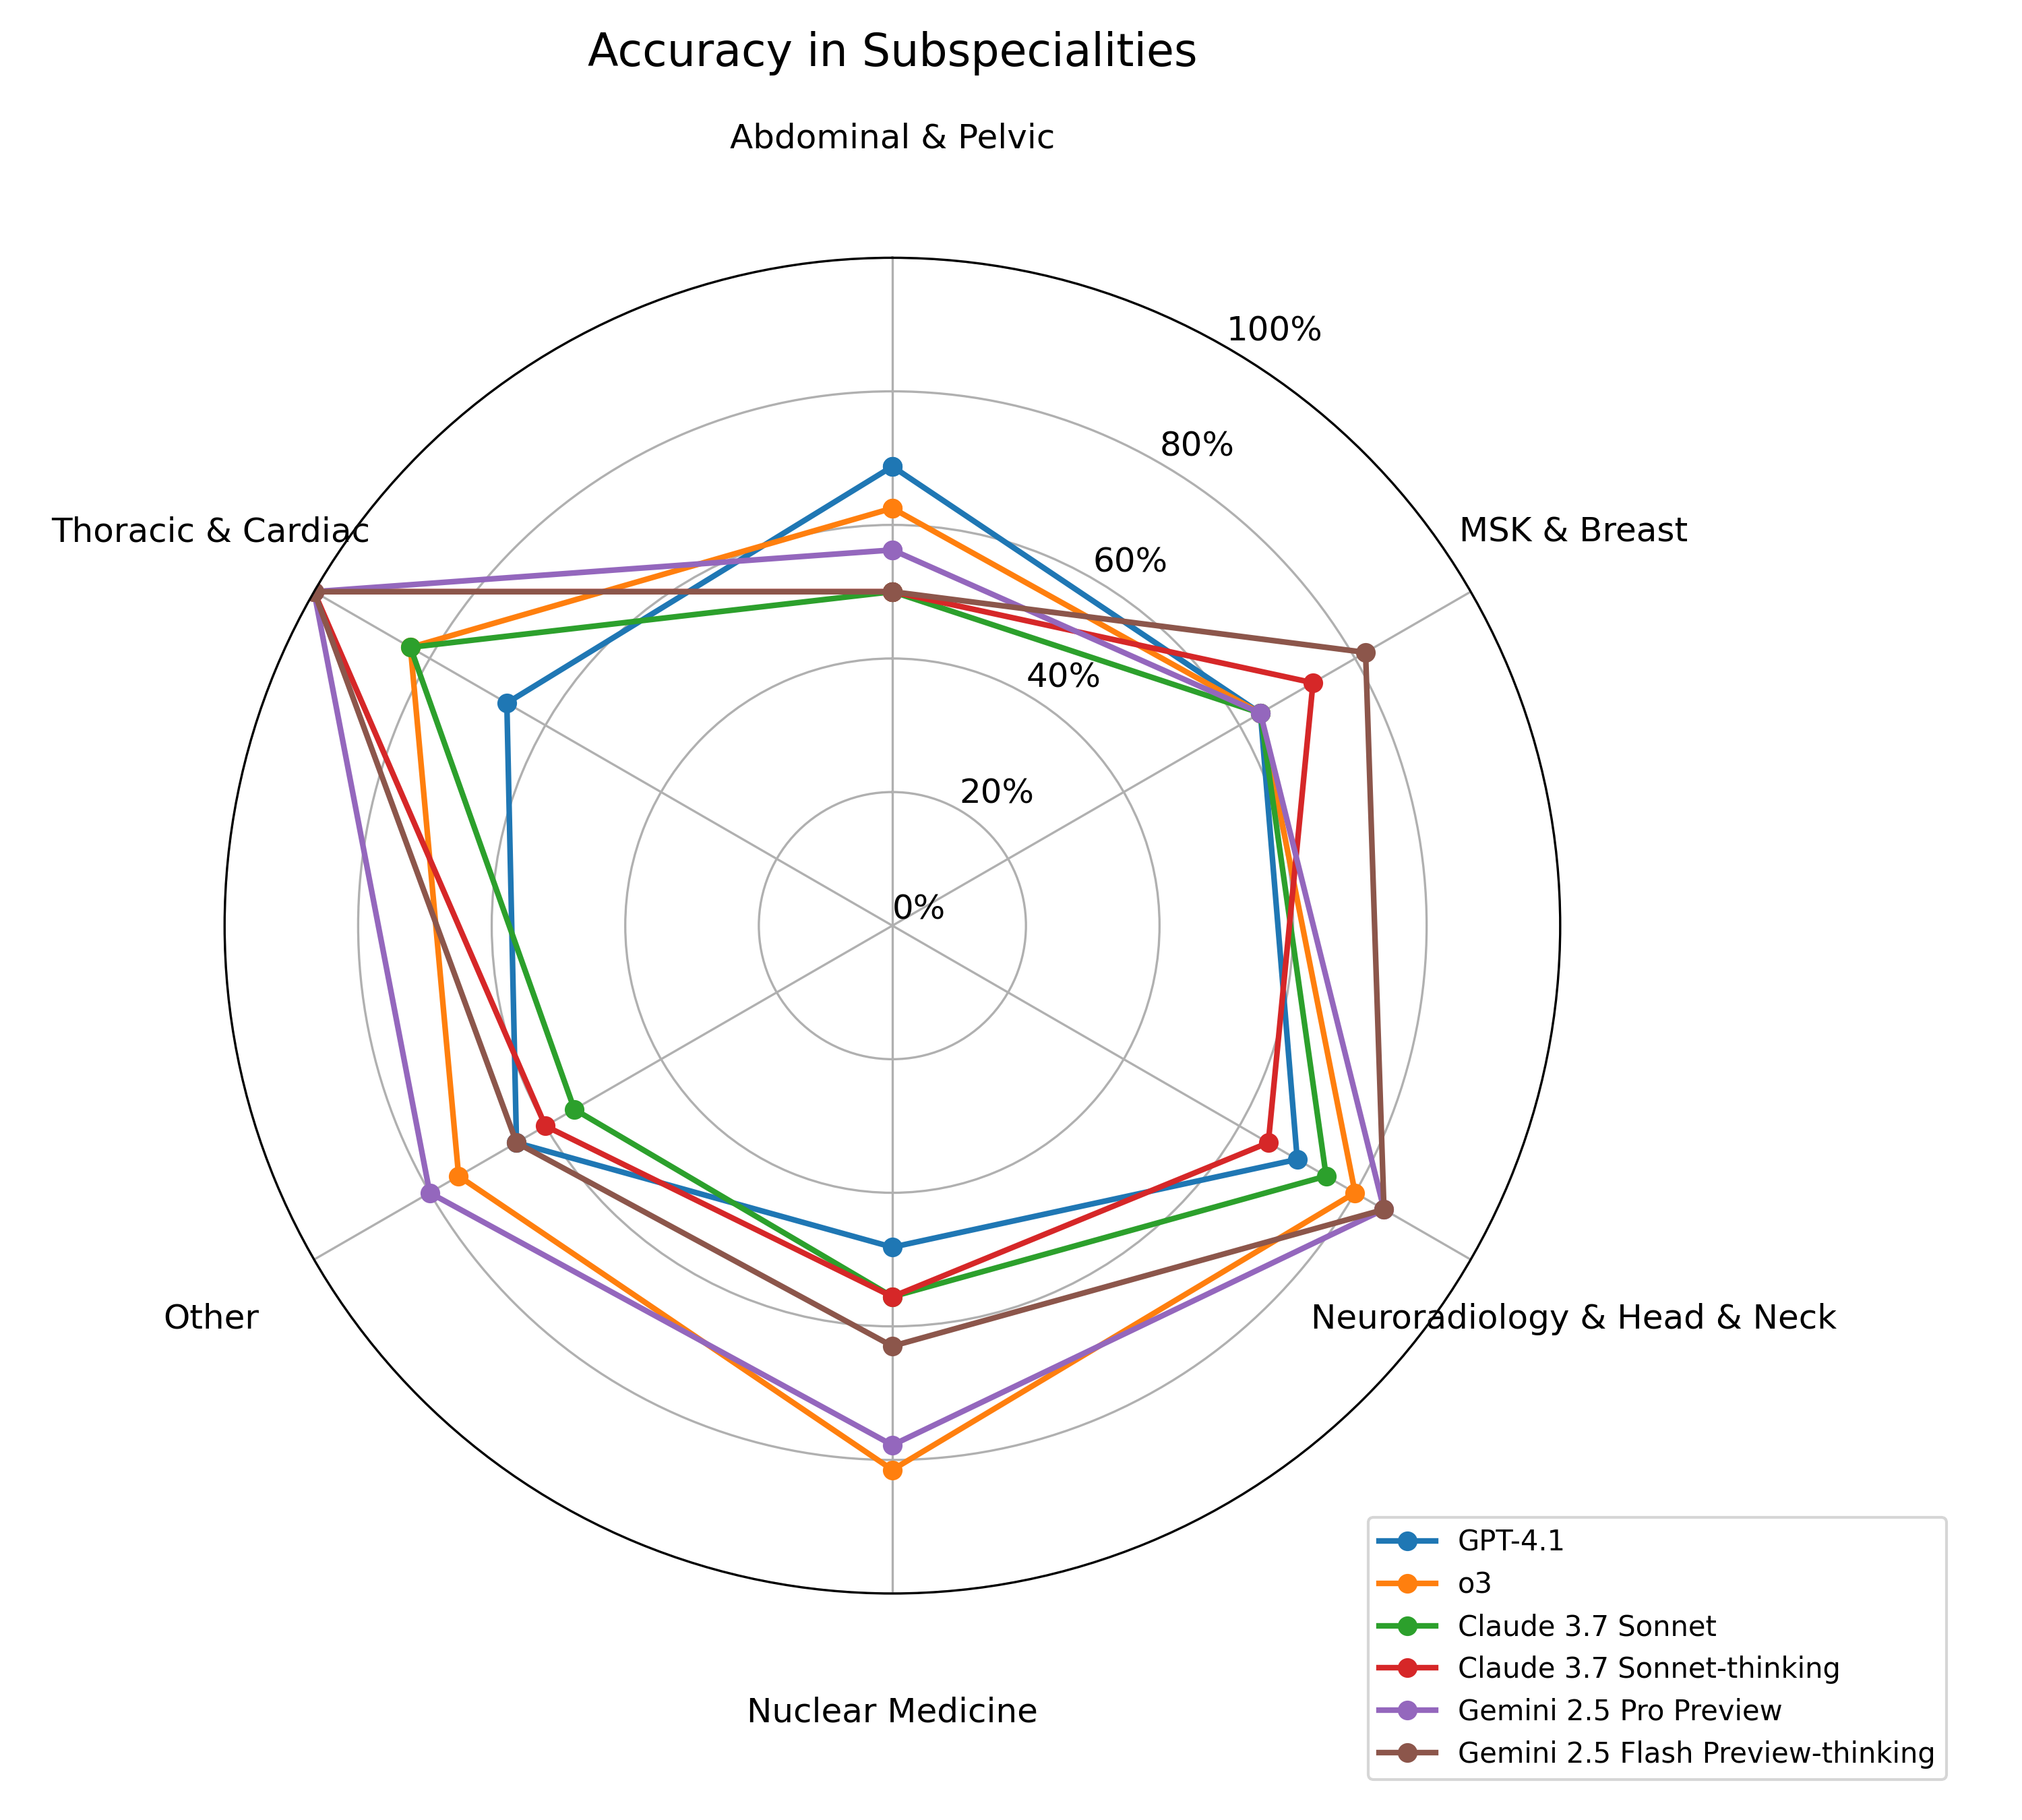 Accuracy in Subspecialities
Abdominal & Pelvic
100%
80%
Thoracic & Cardiac
MSK & Breast
60%
40%
20%
0%
Other
Neuroradiology & Head & Neck
Nuclear Medicine
GPT-4.1
o3
Claude 3.7 Sonnet
Claude 3.7 Sonnet-thinking
Gemini 2.5 Pro Preview
Gemini 2.5 Flash Preview-thinking